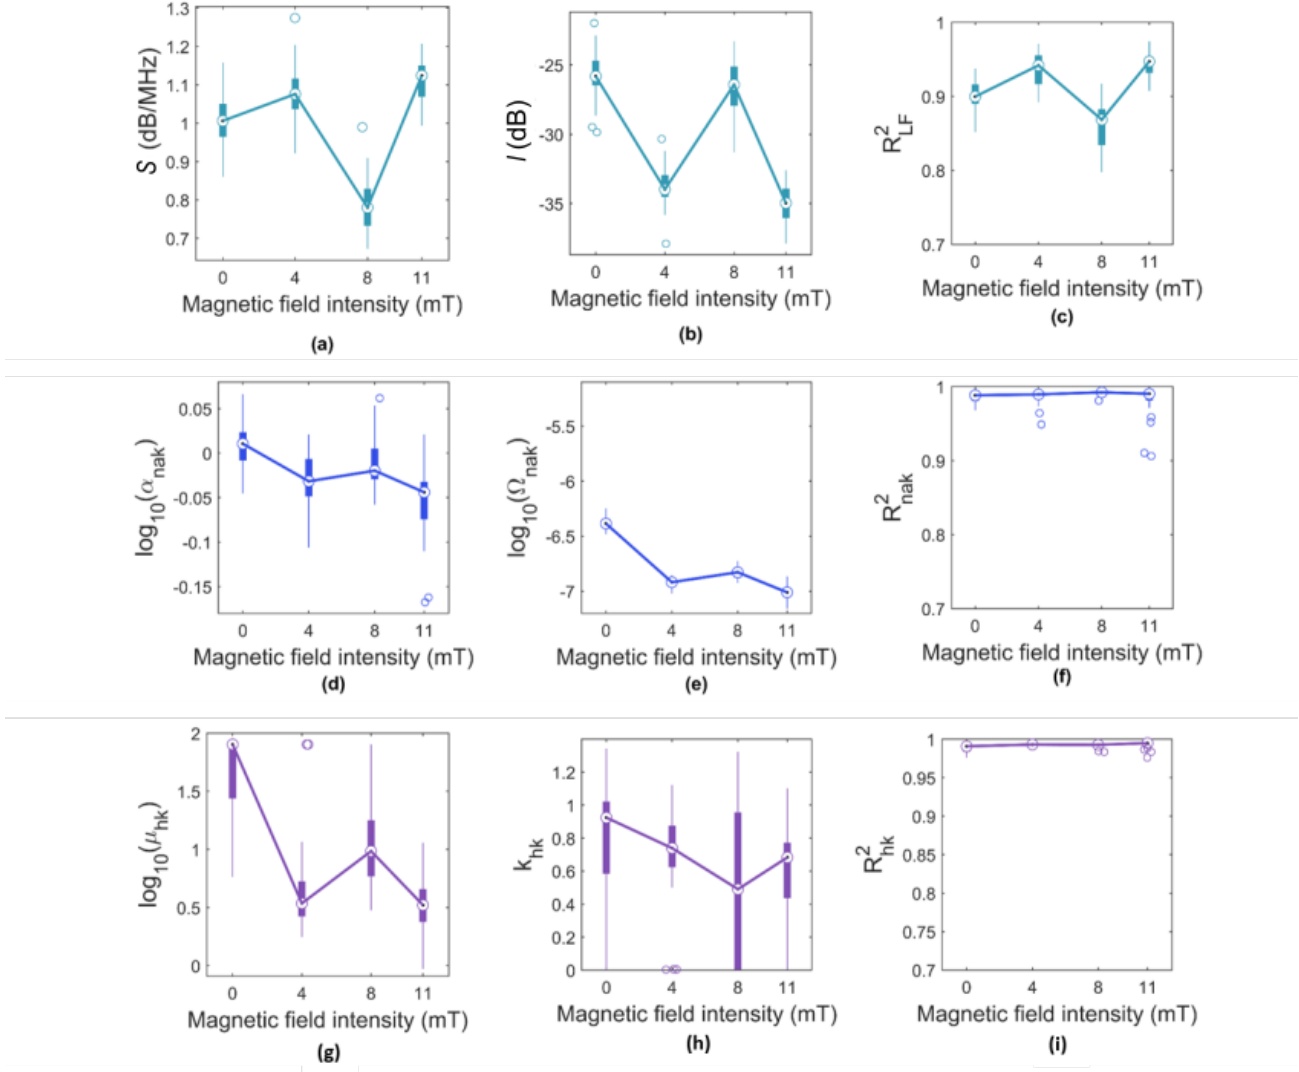 1.3
1.2
1.1
1
0.9
0.8
0.7
S (dB/MHz)
0 4 8 11
Magnetic field intensity (mT)
(a)
-25
-30
-35
I (dB)
0 4 8 11
Magnetic field intensity (mT)
(b)
1
0.9
0.8
0.7
R²LF
0 4 8 11
Magnetic field intensity (mT)
(c)
0.05
0
-0.05
-0.1
-0.15
log10(αnak)
0 4 8 11
Magnetic field intensity (mT)
(d)
-5.5
-6
-6.5
-7
log10(Ωnak)
0 4 8 11
Magnetic field intensity (mT)
(e)
1
0.9
0.8
0.7
R²nak
0 4 8 11
Magnetic field intensity (mT)
(f)
2
1.5
1
0.5
0
log10(μhk)
0 4 8 11
Magnetic field intensity (mT)
(g)
1.2
1
0.8
0.6
0.4
0.2
0
khk
0 4 8 11
Magnetic field intensity (mT)
(h)
1
0.95
0.9
0.85
0.8
0.75
0.7
R²hk
0 4 8 11
Magnetic field intensity (mT)
(i)